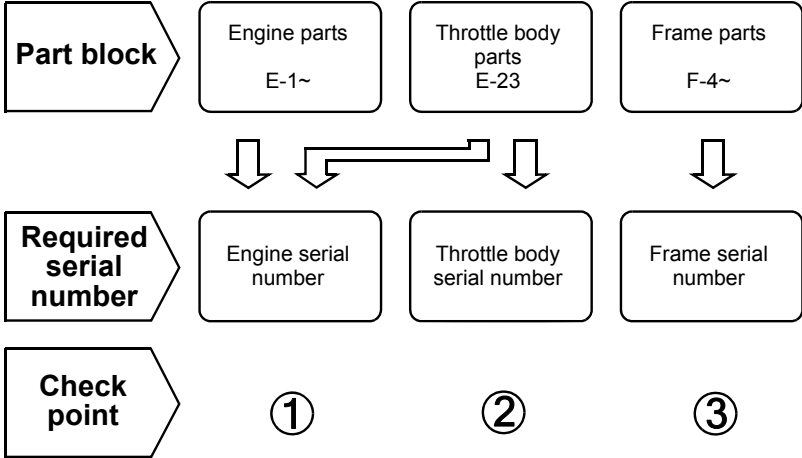 Part block
Engine parts
E-1~
Throttle body
parts
E-23
Frame parts
F-4~
Required
serial
number
Engine serial
number
Throttle body
serial number
Frame serial
number
Check
point
①
②
③